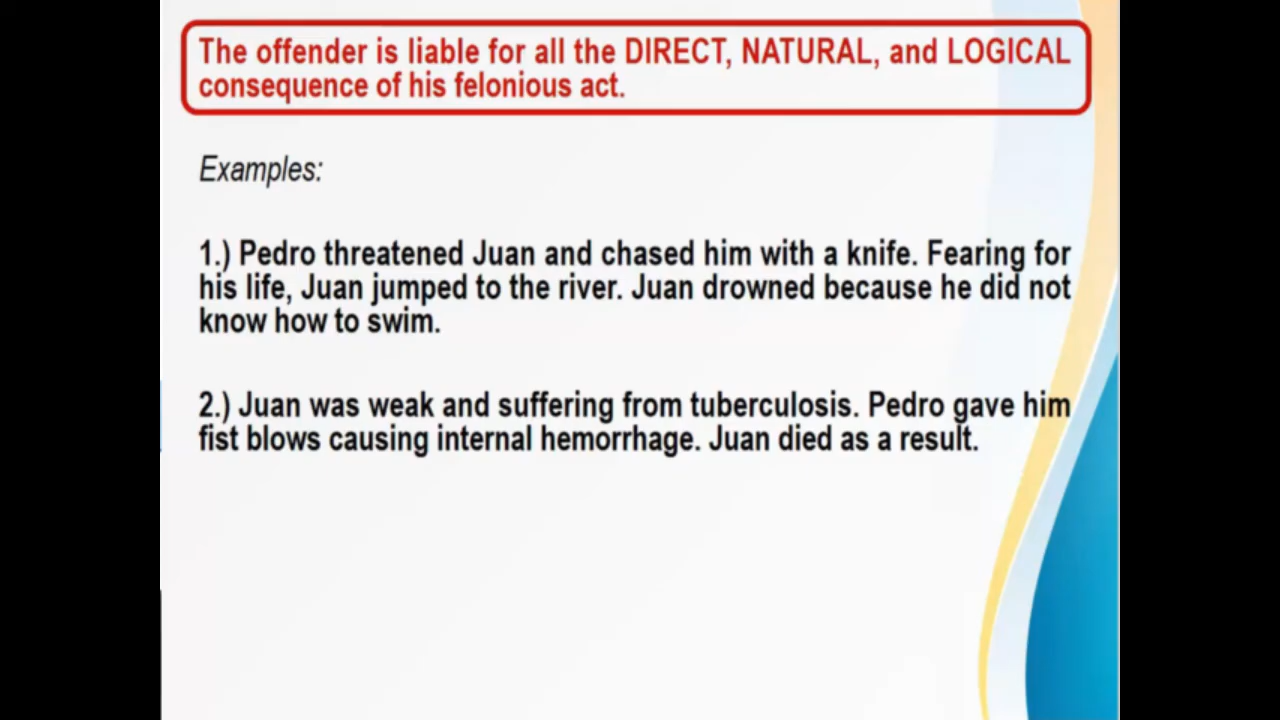 The offender is liable for all the DIRECT, NATURAL, and LOGICAL
consequence of his felonious act.
Examples:
1.) Pedro threatened Juan and chased him with a knife. Fearing for
his life, Juan jumped to the river. Juan drowned because he did not
know how to swim.
2.) Juan was weak and suffering from tuberculosis. Pedro gave him
fist blows causing internal hemorrhage. Juan died as a result.